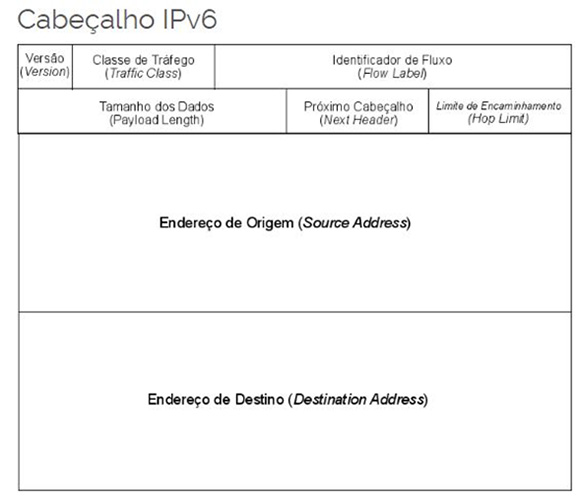 Cabeçalho IPv6
Versão
(Version)
Classe de Tráfego
(Traffic Class)
Identificador de Fluxo
(Flow Label)
Tamanho dos Dados
(Payload Length)
Próximo Cabeçalho
(Next Header)
Limite de Encaminhamento
(Hop Limit)
Endereço de Origem (Source Address)
Endereço de Destino (Destination Address)